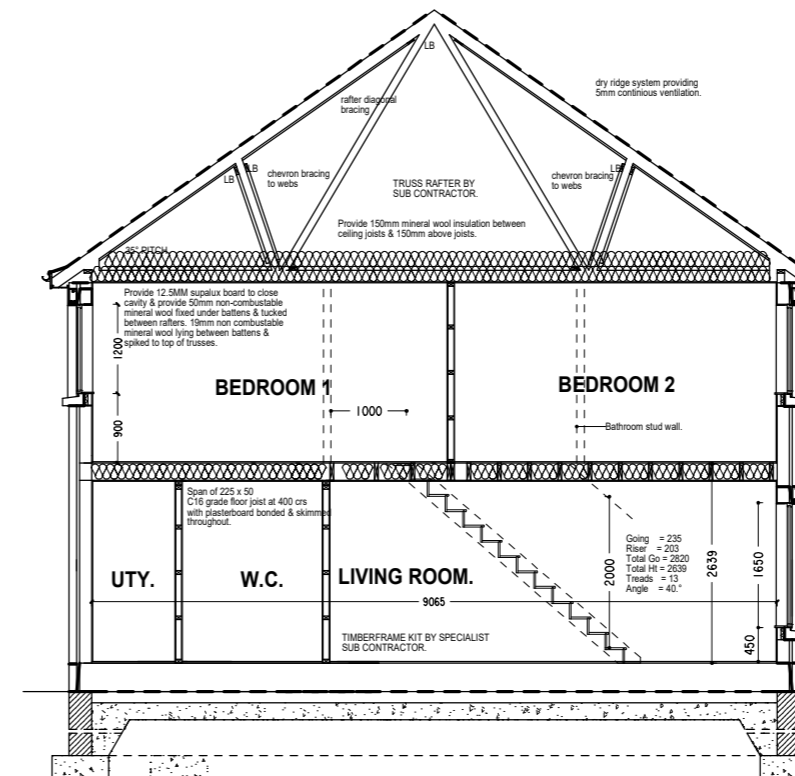 LB
dry ridge system providing
5mm continious ventilation.
rafter diagonal
bracing
LB
LB
chevron bracing
to webs
chevron bracing
to webs
LB
TRUSS RAFTER BY
SUB CONTRACTOR.
Provide 150mm mineral wool insulation between
ceiling joists & 150mm above joists.
35° PITCH
Provide 12.5MM supalux board to close
cavity & provide 50mm non-combustable
mineral wool fixed under battens & tucked
between rafters. 19mm non combustable
mineral wool lying between battens &
spiked to top of trusses.
1200
900
BEDROOM 1
1000
BEDROOM 2
Bathroom stud wall.
Span of 225 x 50
C16 grade floor joist at 400 crs
with plasterboard bonded & skimmed
throughout.
UTY.
W.C.
LIVING ROOM.
9065
TIMBERFRAME KIT BY SPECIALIST
SUB CONTRACTOR.
2000
Going = 235
Riser = 203
Total Go = 2820
Total Ht = 2639
Treads = 13
Angle = 40.°
2639
1650
450